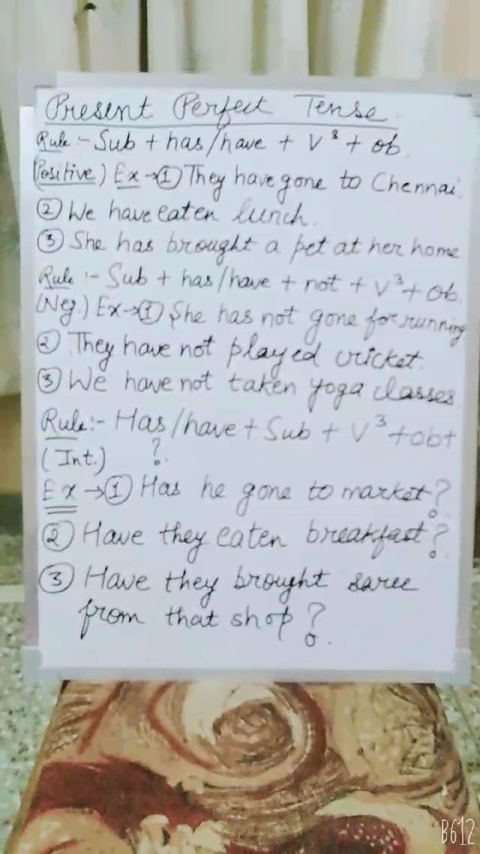 Present Perfect Tense.
Rule:- Sub + has/have + V³ + ob.
(Positive) Ex → ① They have gone to Chennai.
② We have eaten lunch.
③ She has brought a pet at her home
Rule :- Sub + has/have + not + V³ + ob.
(Neg.) Ex → ① She has not gone for running
② They have not played cricket.
③ We have not taken yoga classes.
Rule:- Has/have + Sub + V³ + ob +
(Int.) ?
Ex → ① Has he gone to market?
② Have they eaten breakfast?
③ Have they brought saree
from that shop?
B612